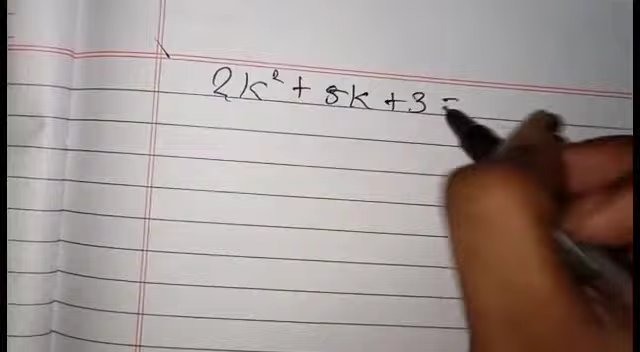 2k² + 5k + 3 =